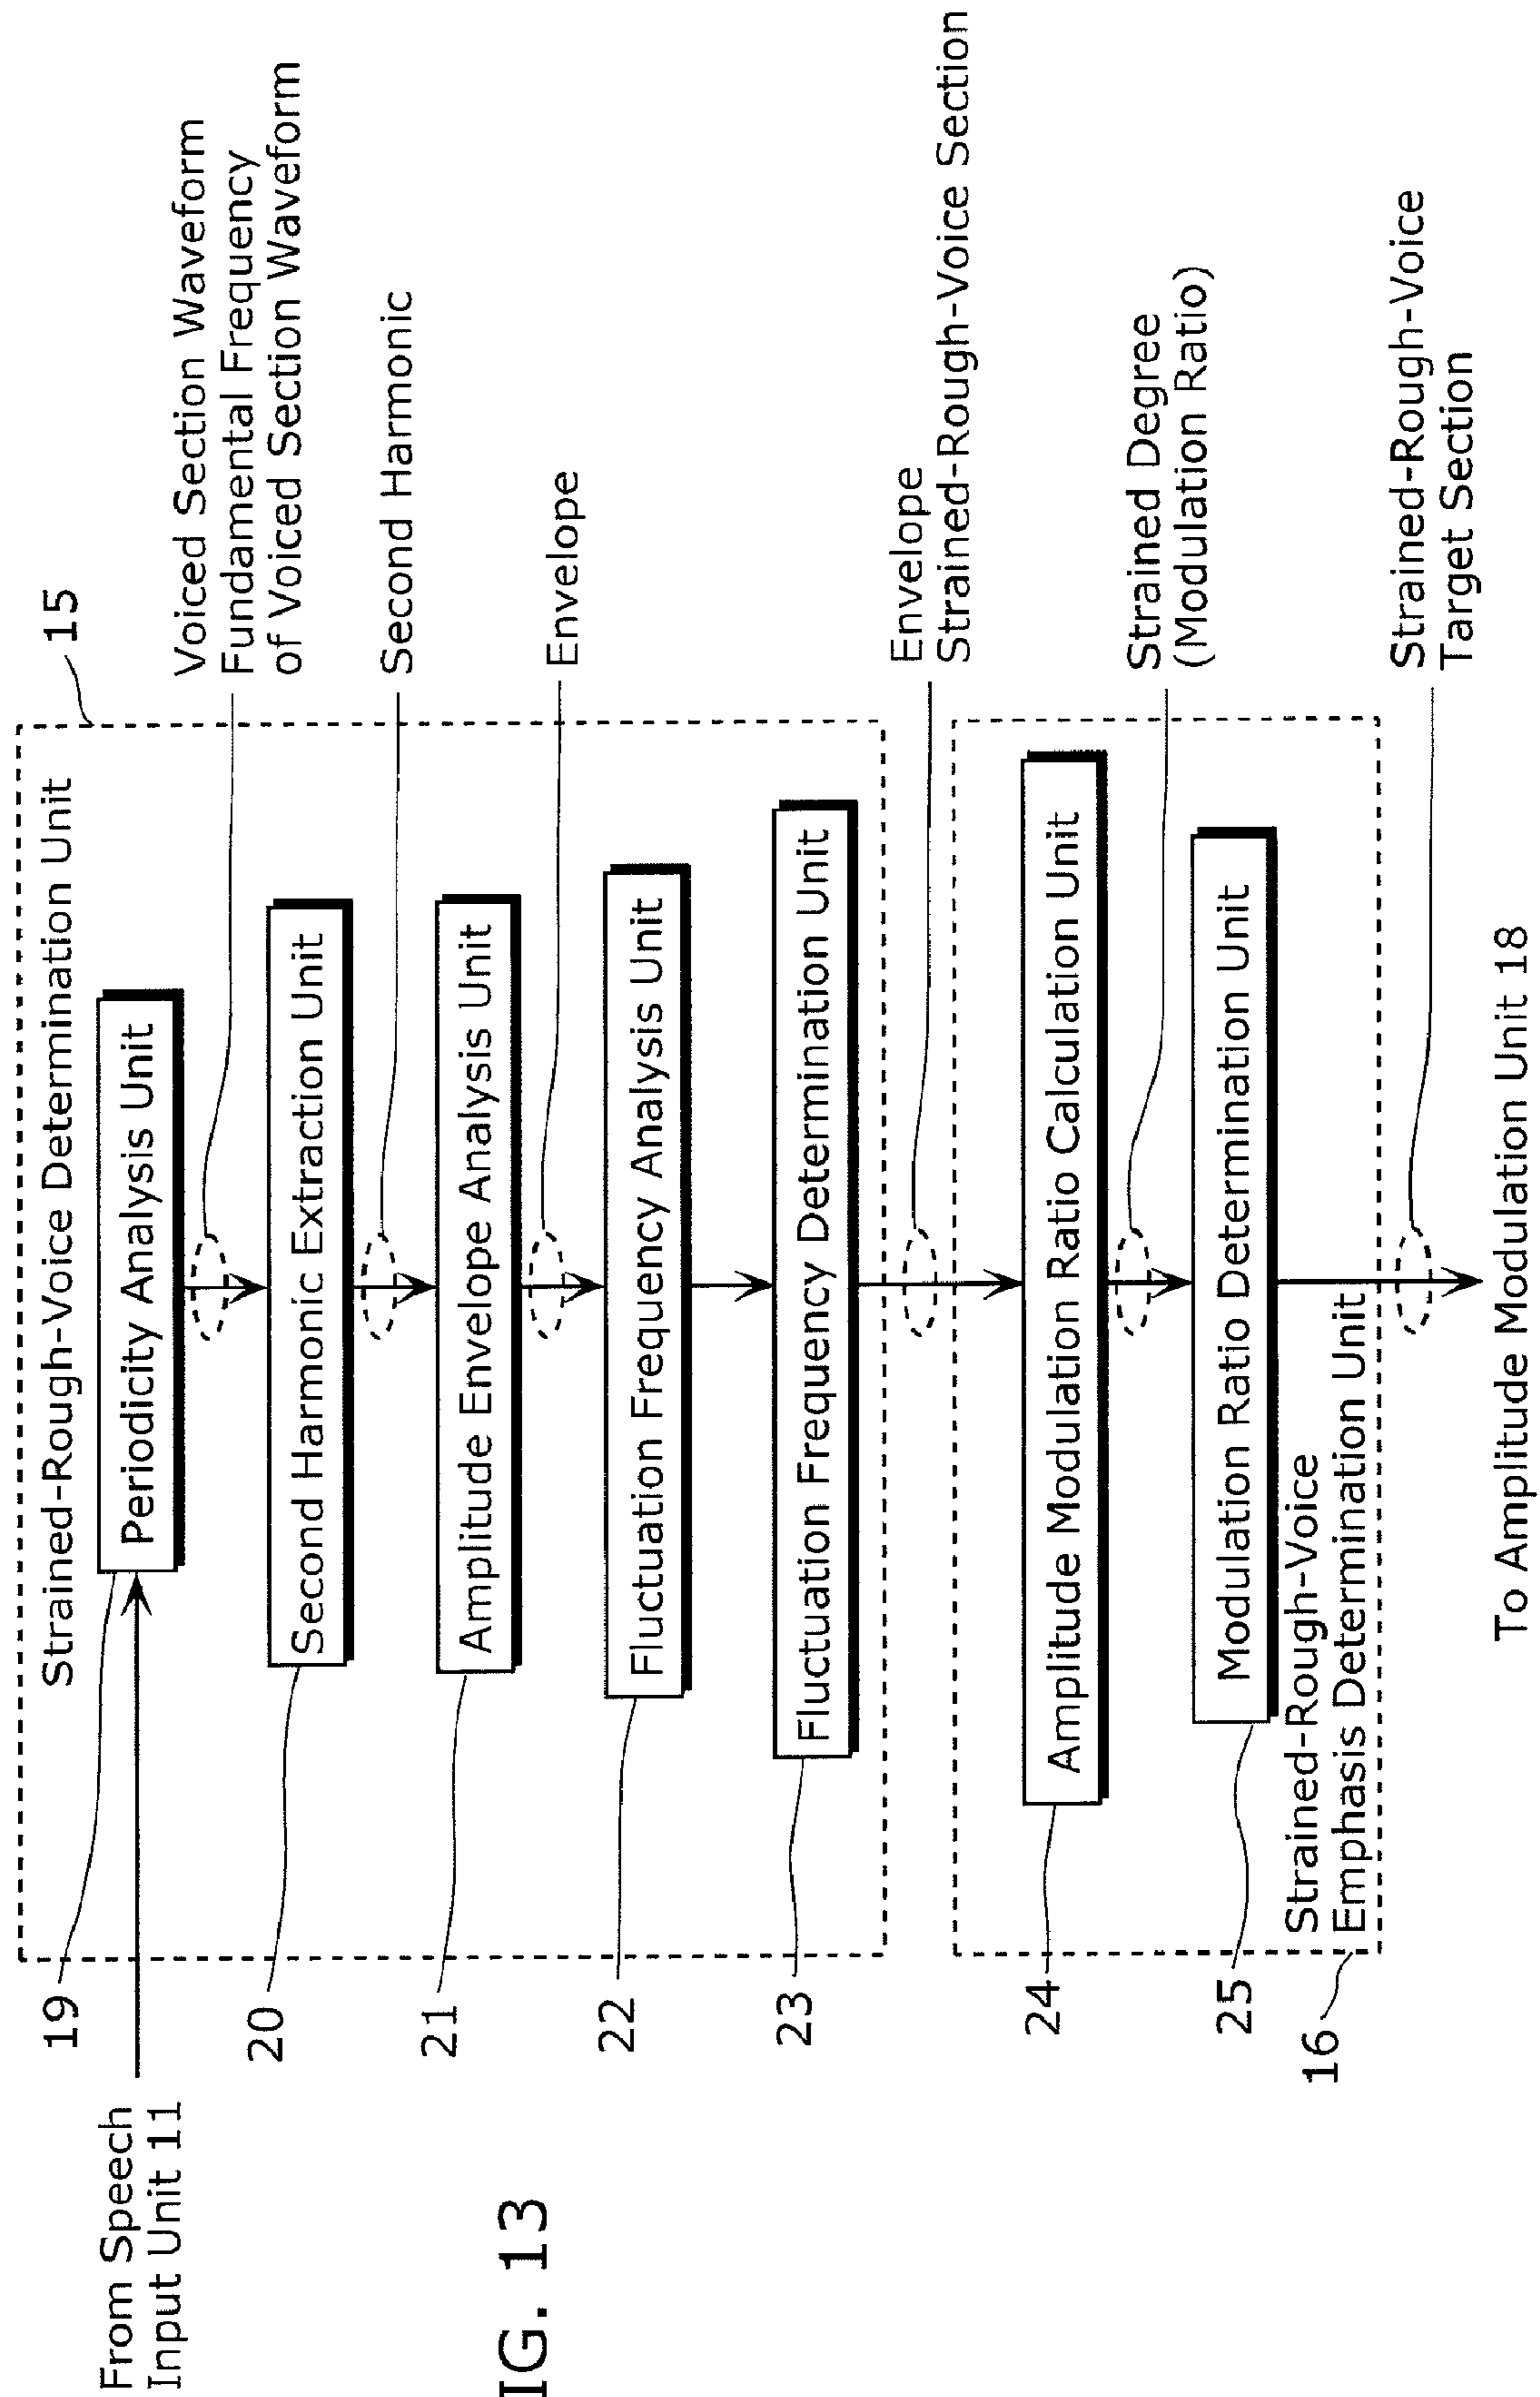 IG. 13
From Speech
Input Unit 11
15
Strained-Rough-Voice Determination Unit
19
Periodicity Analysis Unit
Voiced Section Waveform
Fundamental Frequency
of Voiced Section Waveform
20
Second Harmonic Extraction Unit
Second Harmonic
21
Amplitude Envelope Analysis Unit
Envelope
22
Fluctuation Frequency Analysis Unit
23
Fluctuation Frequency Determination Unit
Envelope
Strained-Rough-Voice Section
24
Amplitude Modulation Ratio Calculation Unit
Strained Degree
(Modulation Ratio)
25
Modulation Ratio Determination Unit
16
Strained-Rough-Voice
Emphasis Determination Unit
Strained-Rough-Voice
Target Section
To Amplitude Modulation Unit 18